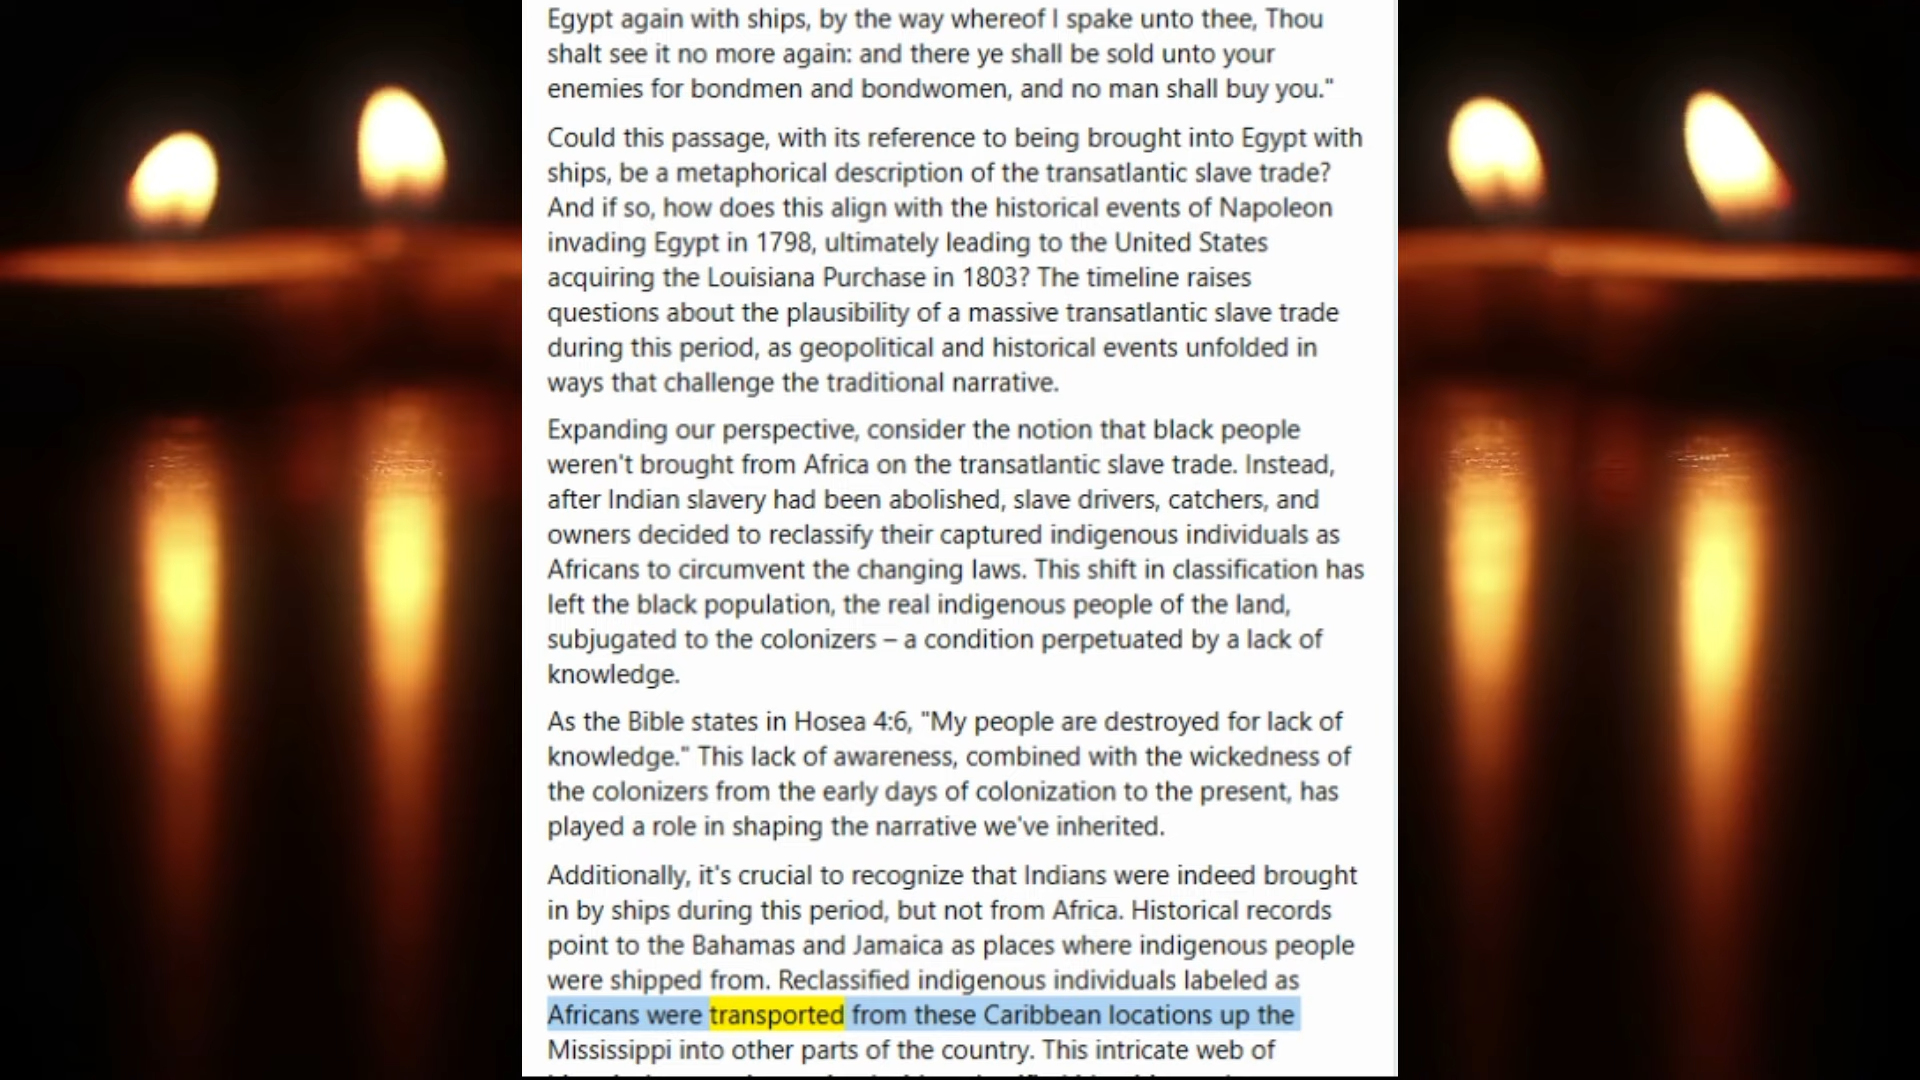 Egypt again with ships, by the way whereof I spake unto thee, Thou
shalt see it no more again: and there ye shall be sold unto your
enemies for bondmen and bondwomen, and no man shall buy you."
Could this passage, with its reference to being brought into Egypt with
ships, be a metaphorical description of the transatlantic slave trade?
And if so, how does this align with the historical events of Napoleon
invading Egypt in 1798, ultimately leading to the United States
acquiring the Louisiana Purchase in 1803? The timeline raises
questions about the plausibility of a massive transatlantic slave trade
during this period, as geopolitical and historical events unfolded in
ways that challenge the traditional narrative.
Expanding our perspective, consider the notion that black people
weren't brought from Africa on the transatlantic slave trade. Instead,
after Indian slavery had been abolished, slave drivers, catchers, and
owners decided to reclassify their captured indigenous individuals as
Africans to circumvent the changing laws. This shift in classification has
left the black population, the real indigenous people of the land,
subjugated to the colonizers – a condition perpetuated by a lack of
knowledge.
As the Bible states in Hosea 4:6, "My people are destroyed for lack of
knowledge." This lack of awareness, combined with the wickedness of
the colonizers from the early days of colonization to the present, has
played a role in shaping the narrative we've inherited.
Additionally, it's crucial to recognize that Indians were indeed brought
in by ships during this period, but not from Africa. Historical records
point to the Bahamas and Jamaica as places where indigenous people
were shipped from. Reclassified indigenous individuals labeled as
Africans were transported from these Caribbean locations up the
Mississippi into other parts of the country. This intricate web of